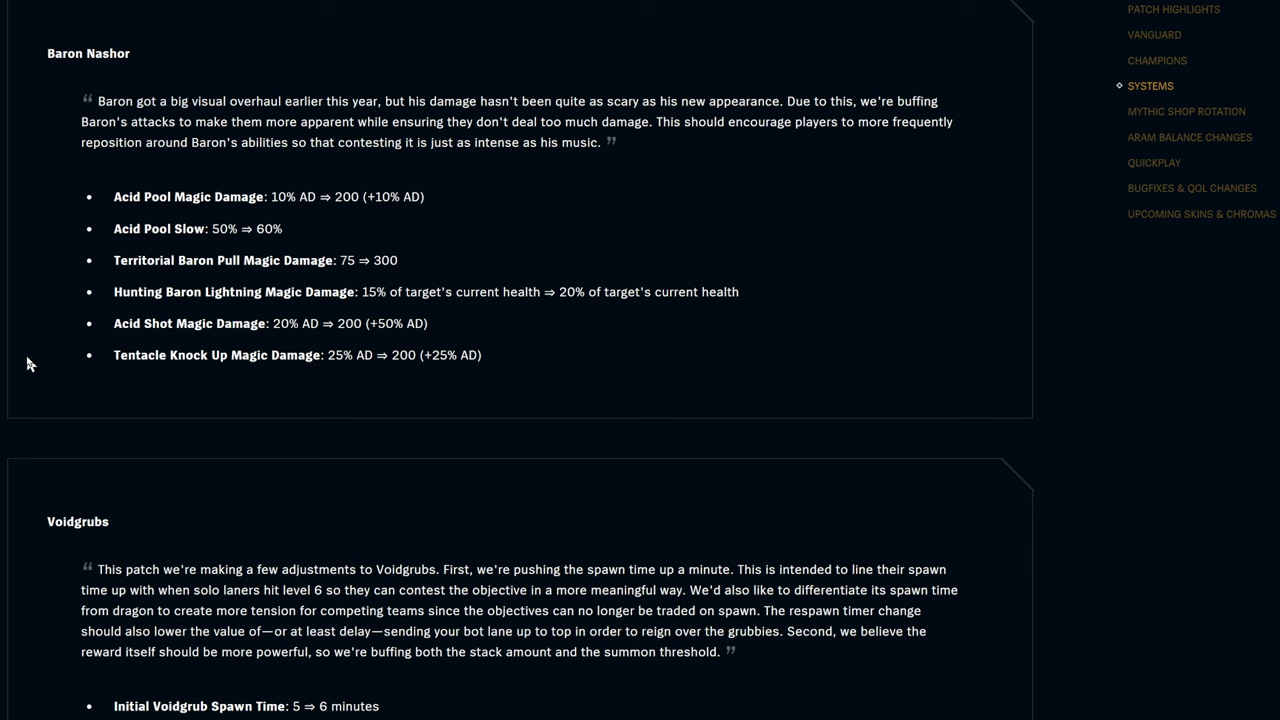 Baron Nashor
“ Baron got a big visual overhaul earlier this year, but his damage hasn't been quite as scary as his new appearance. Due to this, we're buffing
Baron's attacks to make them more apparent while ensuring they don't deal too much damage. This should encourage players to more frequently
reposition around Baron's abilities so that contesting it is just as intense as his music. ”
• Acid Pool Magic Damage: 10% AD ⇒ 200 (+10% AD)
• Acid Pool Slow: 50% ⇒ 60%
• Territorial Baron Pull Magic Damage: 75 ⇒ 300
• Hunting Baron Lightning Magic Damage: 15% of target's current health ⇒ 20% of target's current health
• Acid Shot Magic Damage: 20% AD ⇒ 200 (+50% AD)
• Tentacle Knock Up Magic Damage: 25% AD ⇒ 200 (+25% AD)
Voidgrubs
“ This patch we're making a few adjustments to Voidgrubs. First, we're pushing the spawn time up a minute. This is intended to line their spawn
time up with when solo laners hit level 6 so they can contest the objective in a more meaningful way. We'd also like to differentiate its spawn time
from dragon to create more tension for competing teams since the objectives can no longer be traded on spawn. The respawn timer change
should also lower the value of—or at least delay—sending your bot lane up to top in order to reign over the grubbies. Second, we believe the
reward itself should be more powerful, so we're buffing both the stack amount and the summon threshold. ”
• Initial Voidgrub Spawn Time: 5 ⇒ 6 minutes
PATCH HIGHLIGHTS
VANGUARD
CHAMPIONS
SYSTEMS
MYTHIC SHOP ROTATION
ARAM BALANCE CHANGES
QUICKPLAY
BUGFIXES & QOL CHANGES
UPCOMING SKINS & CHROMAS